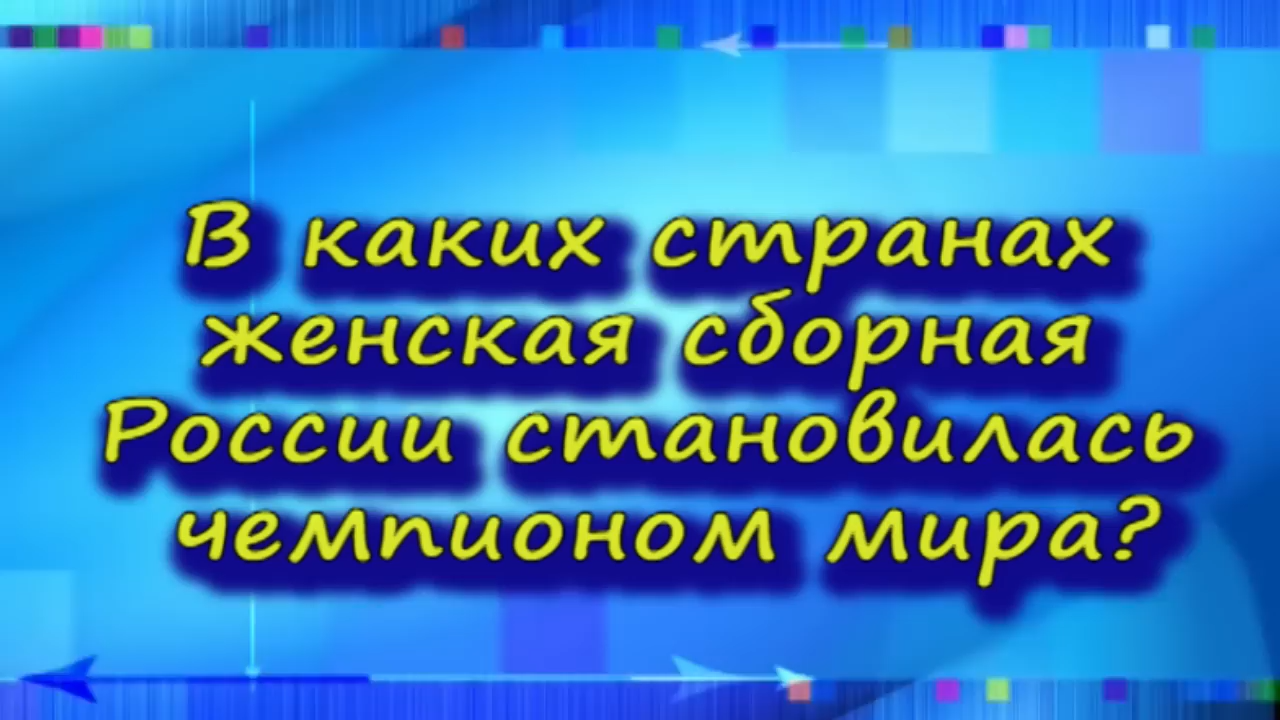 В каких странах
женская сборная
России становилась
чемпионом мира?